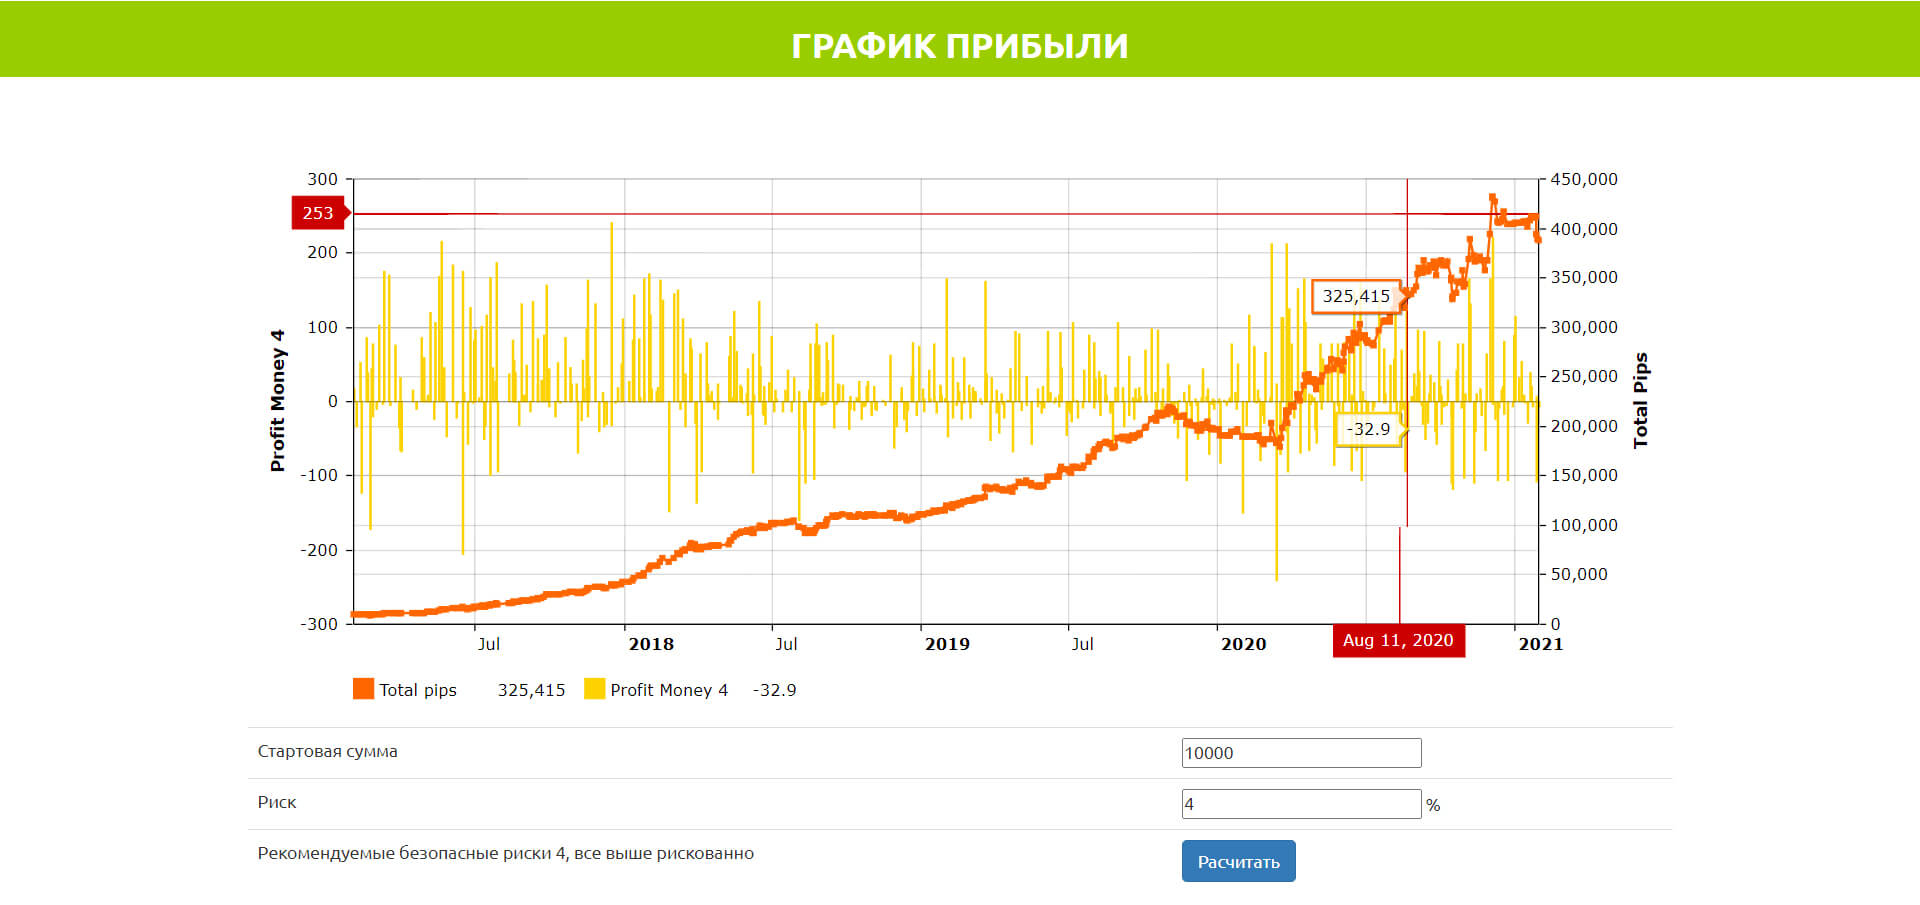 ГРАФИК ПРИБЫЛИ
300
200
100
0
-100
-200
-300
253
Profit Money 4
450,000
400,000
350,000
300,000
250,000
200,000
150,000
100,000
50,000
0
Total Pips
325,415
-32.9
Jul
2018
Jul
2019
Jul
2020
Aug 11, 2020
2021
Total pips 325,415 Profit Money 4 -32.9
Стартовая сумма 10000
Риск 4 %
Рекомендуемые безопасные риски 4, все выше рискованно Расчитать